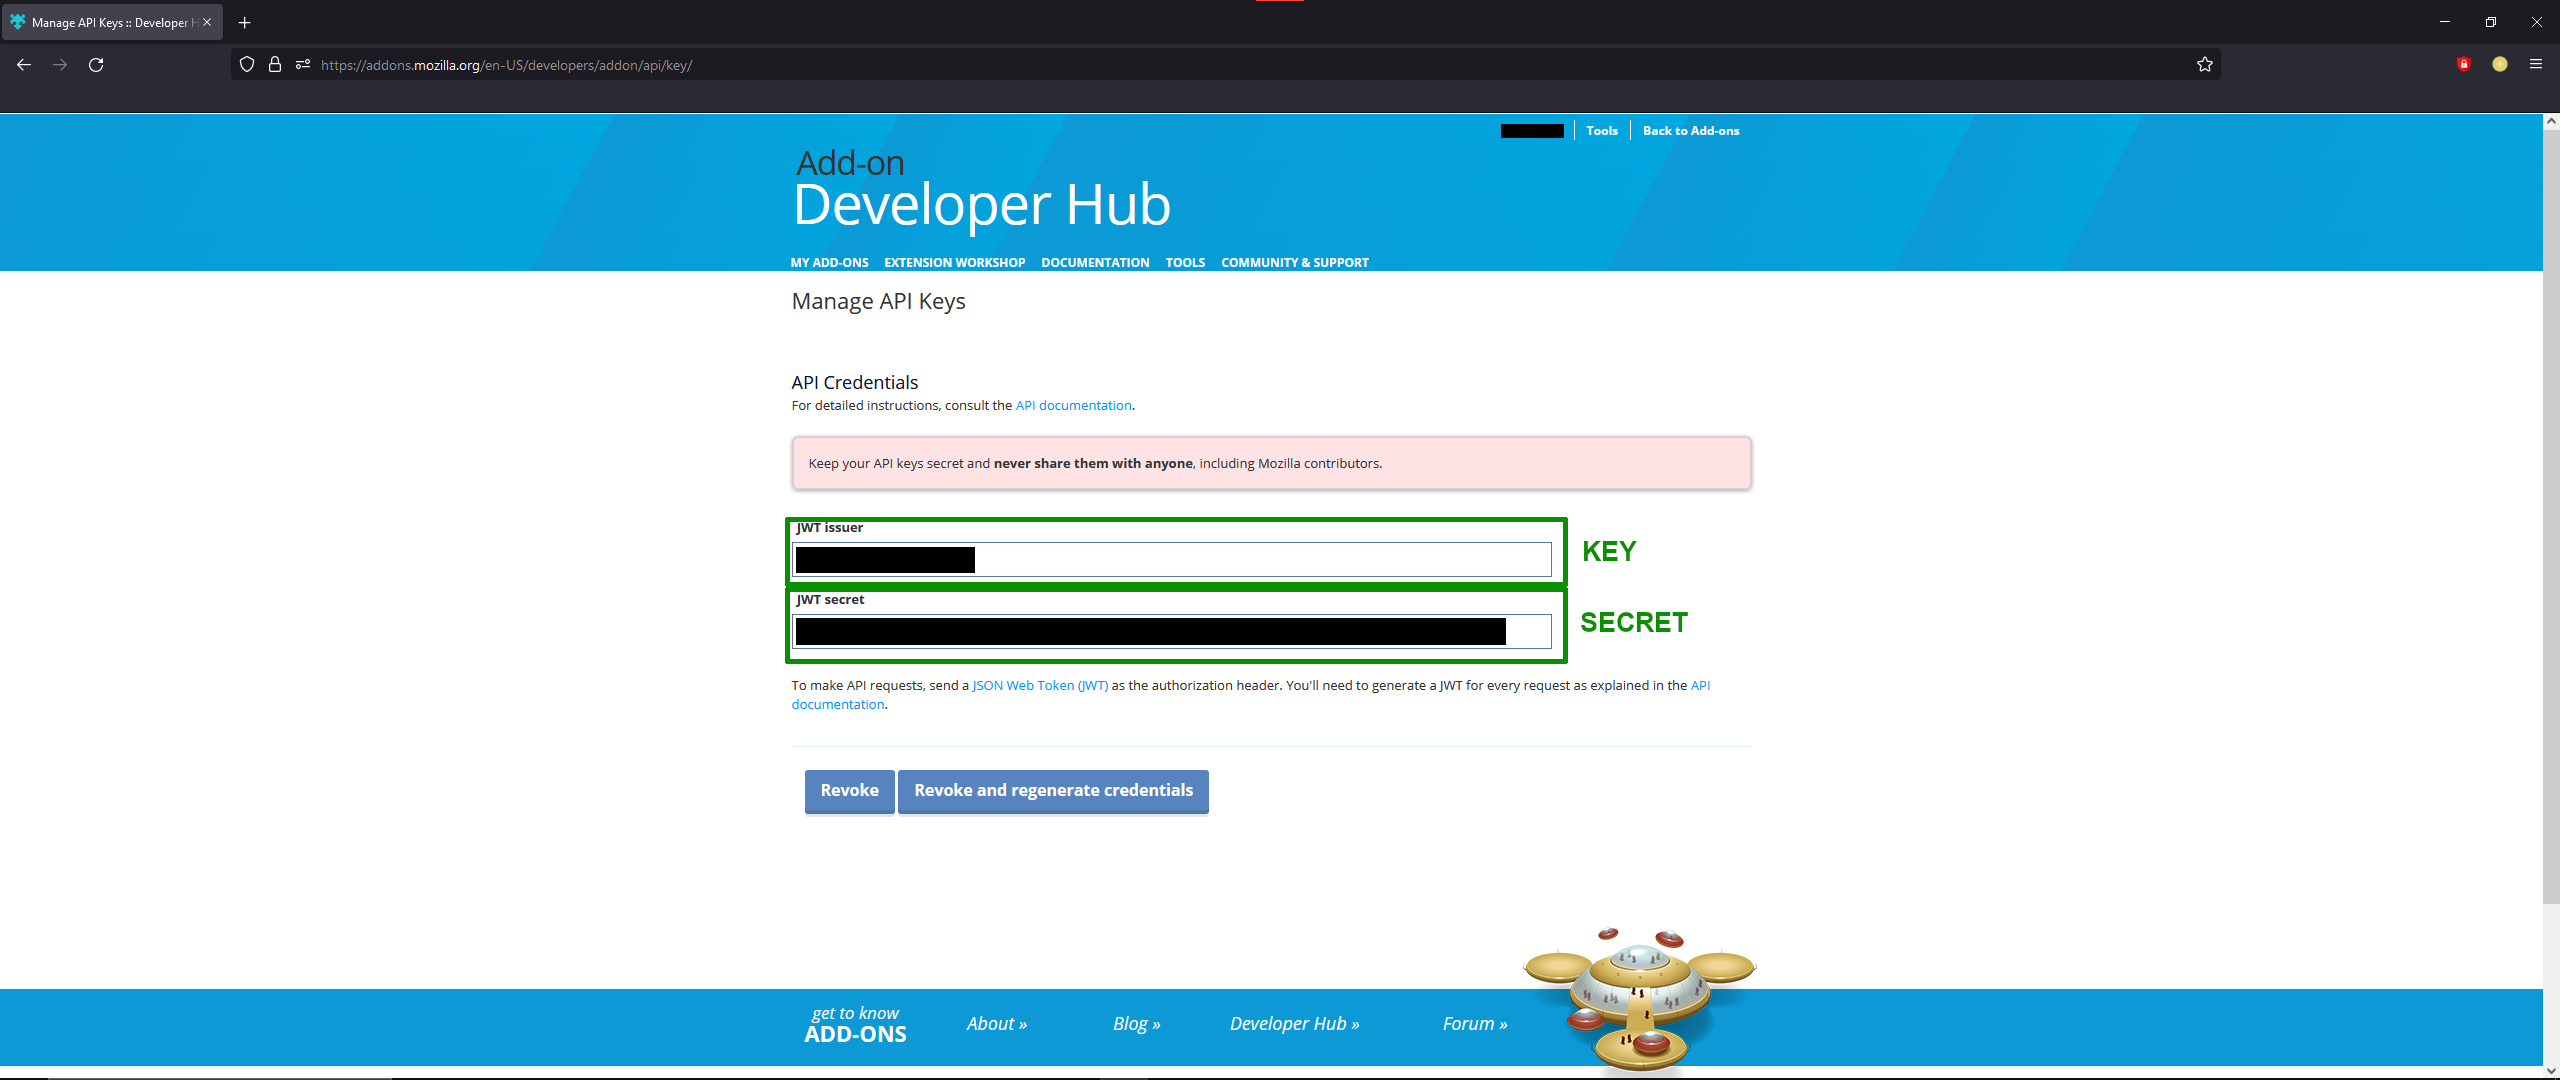 Manage API Keys :: Developer H
https://addons.mozilla.org/en-US/developers/addon/api/key/
Tools
Back to Add-ons
Add-on
Developer Hub
MY ADD-ONS EXTENSION WORKSHOP DOCUMENTATION TOOLS COMMUNITY & SUPPORT
Manage API Keys
API Credentials
For detailed instructions, consult the API documentation.
Keep your API keys secret and never share them with anyone, including Mozilla contributors.
JWT issuer
KEY
JWT secret
SECRET
To make API requests, send a JSON Web Token (JWT) as the authorization header. You'll need to generate a JWT for every request as explained in the API
documentation.
Revoke
Revoke and regenerate credentials
get to know
ADD-ONS
About »
Blog »
Developer Hub »
Forum »